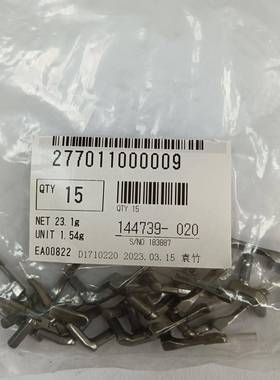 277011000009
QTY 15
QTY 15
NET 23.1g
UNIT 1.54g
144739- 020
S/NO 183887
EA00822 D1710220 2023.03.15 袁竹